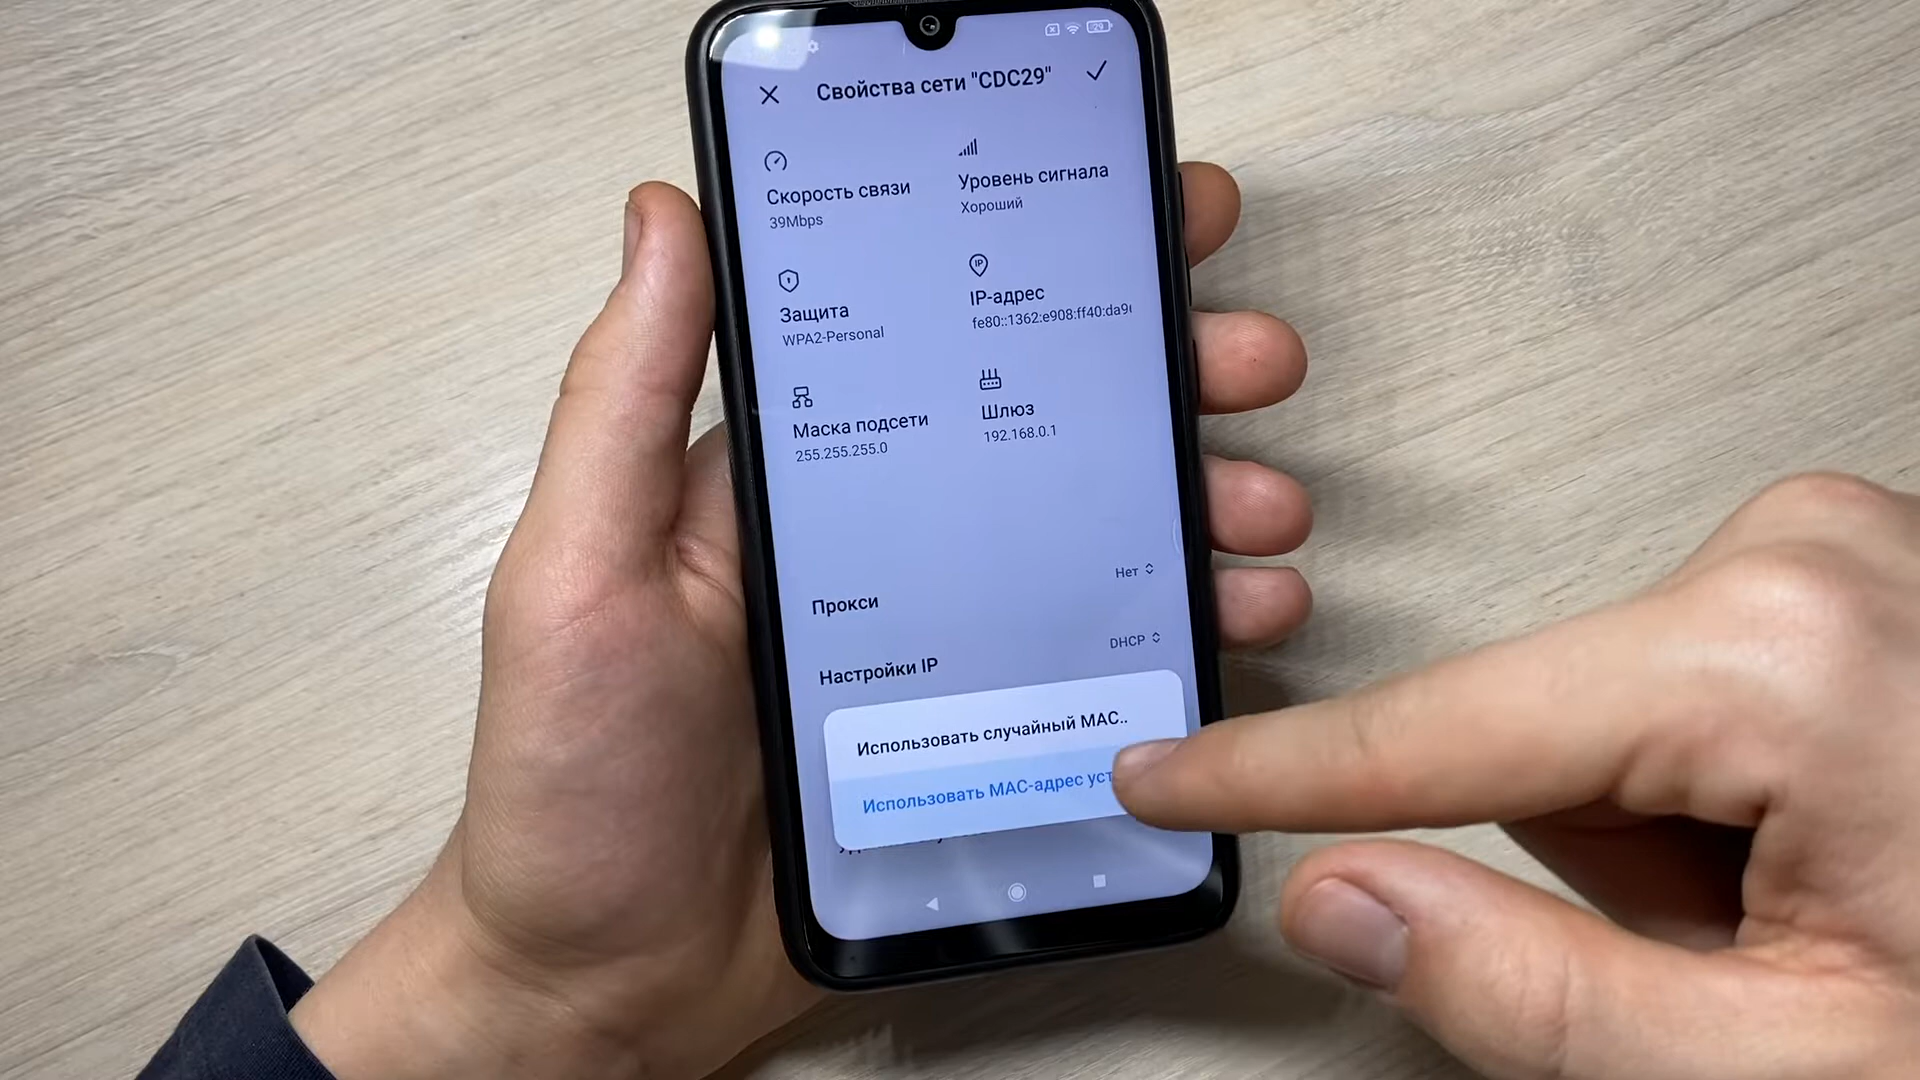 29
Свойства сети "CDC29"
Скорость связи
39Mbps
Уровень сигнала
Хороший
Защита
WPA2-Personal
IP
IP-адрес
fe80::1362:e908:ff40:da9
Маска подсети
255.255.255.0
Шлюз
192.168.0.1
Прокси
Нет
Настройки IP
DHCP
Использовать случайный MAC..
Использовать MAC-адрес уст